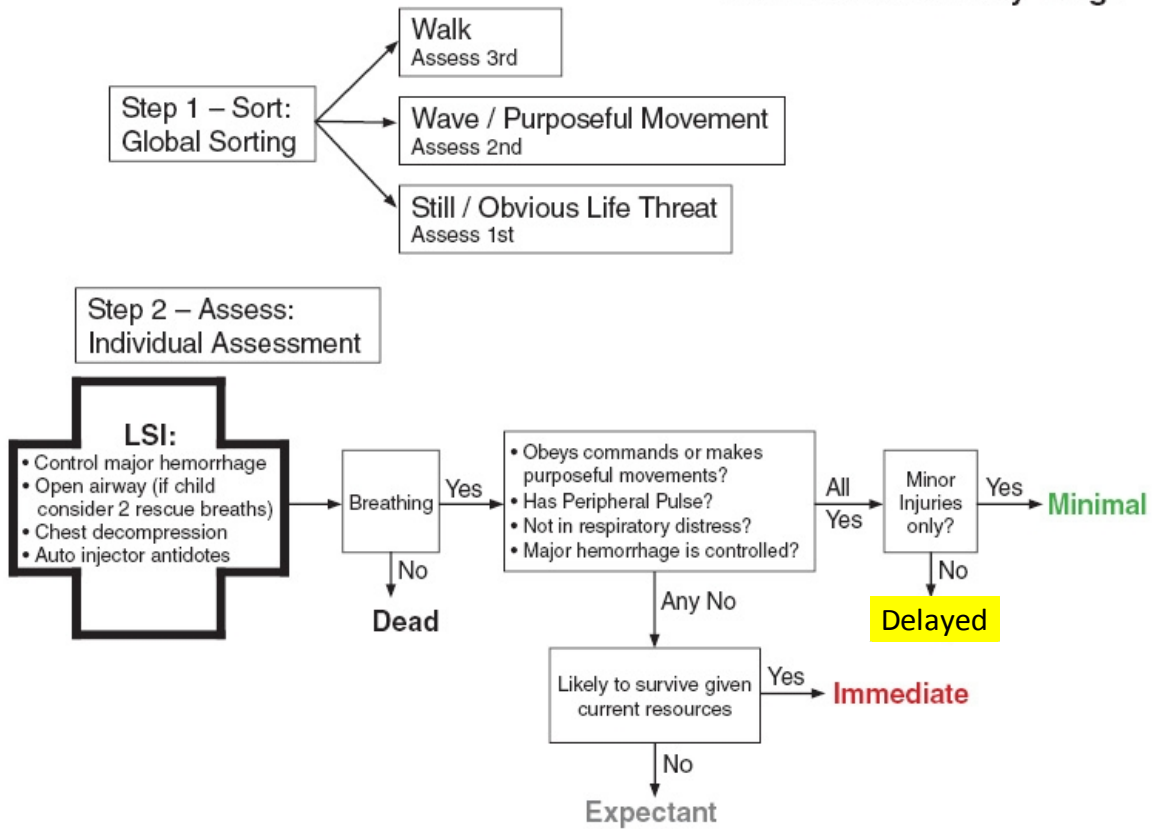 Walk
Assess 3rd
Step 1 – Sort:
Global Sorting
Wave / Purposeful Movement
Assess 2nd
Still / Obvious Life Threat
Assess 1st
Step 2 – Assess:
Individual Assessment
LSI:
• Control major hemorrhage
• Open airway (if child
consider 2 rescue breaths)
• Chest decompression
• Auto injector antidotes
Breathing
Yes
No
Dead
• Obeys commands or makes
purposeful movements?
• Has Peripheral Pulse?
• Not in respiratory distress?
• Major hemorrhage is controlled?
All
Yes
Minor
Injuries
only?
Yes
Minimal
No
Delayed
Any No
Likely to survive given
current resources
Yes
Immediate
No
Expectant